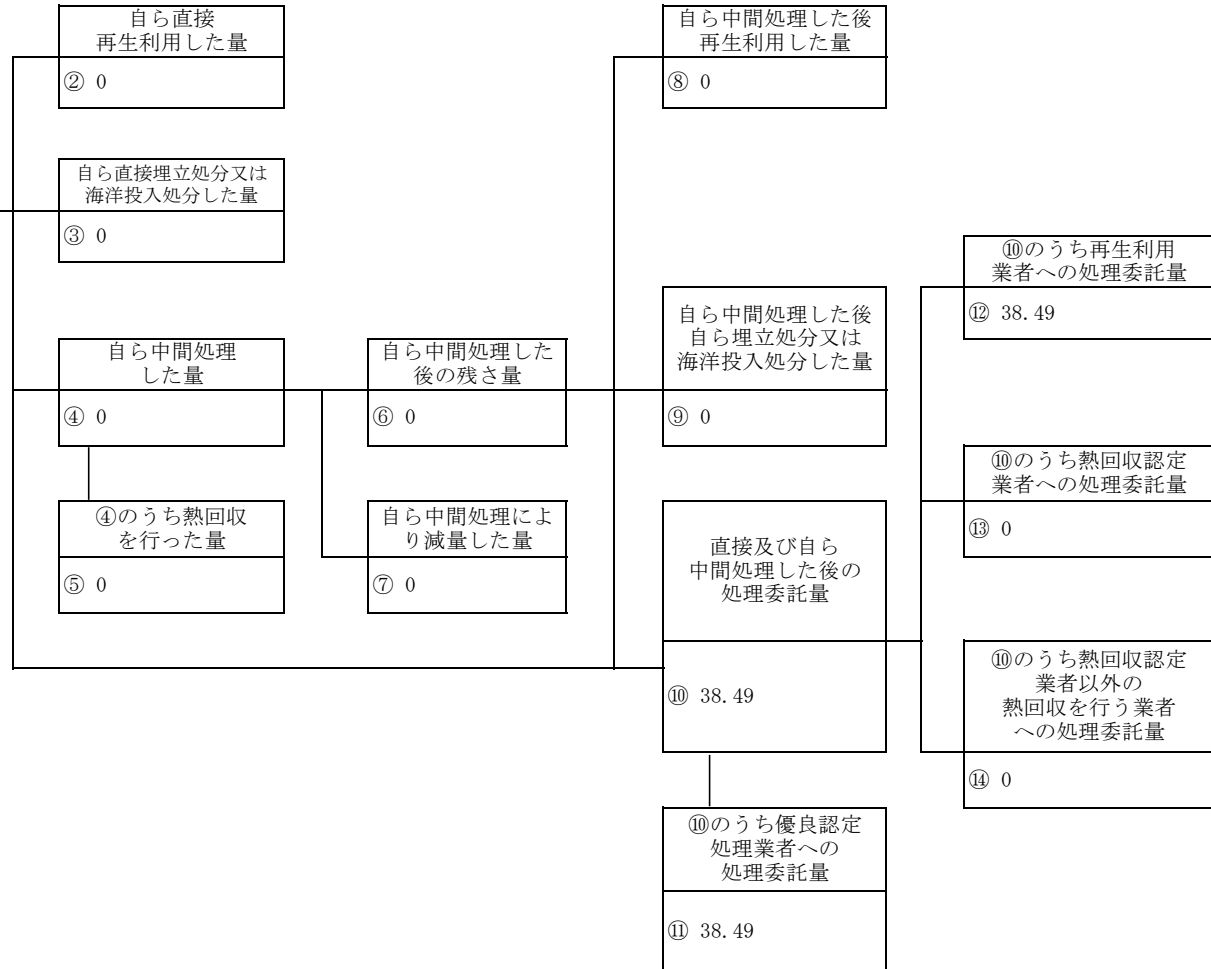 自ら直接
再生利用した量
② 0
自ら直接埋立処分又は
海洋投入処分した量
③ 0
自ら中間処理
した量
④ 0
④のうち熱回収
を行った量
⑤ 0
自ら中間処理した
後の残さ量
⑥ 0
自ら中間処理によ
り減量した量
⑦ 0
自ら中間処理した後
再生利用した量
⑧ 0
自ら中間処理した後
自ら埋立処分又は
海洋投入処分した量
⑨ 0
直接及び自ら
中間処理した後の
処理委託量
⑩ 38.49
⑩のうち優良認定
処理業者への
処理委託量
⑪ 38.49
⑩のうち再生利用
業者への処理委託量
⑫ 38.49
⑩のうち熱回収認定
業者への処理委託量
⑬ 0
⑩のうち熱回収認定
業者以外の
熱回収を行う業者
への処理委託量
⑭ 0